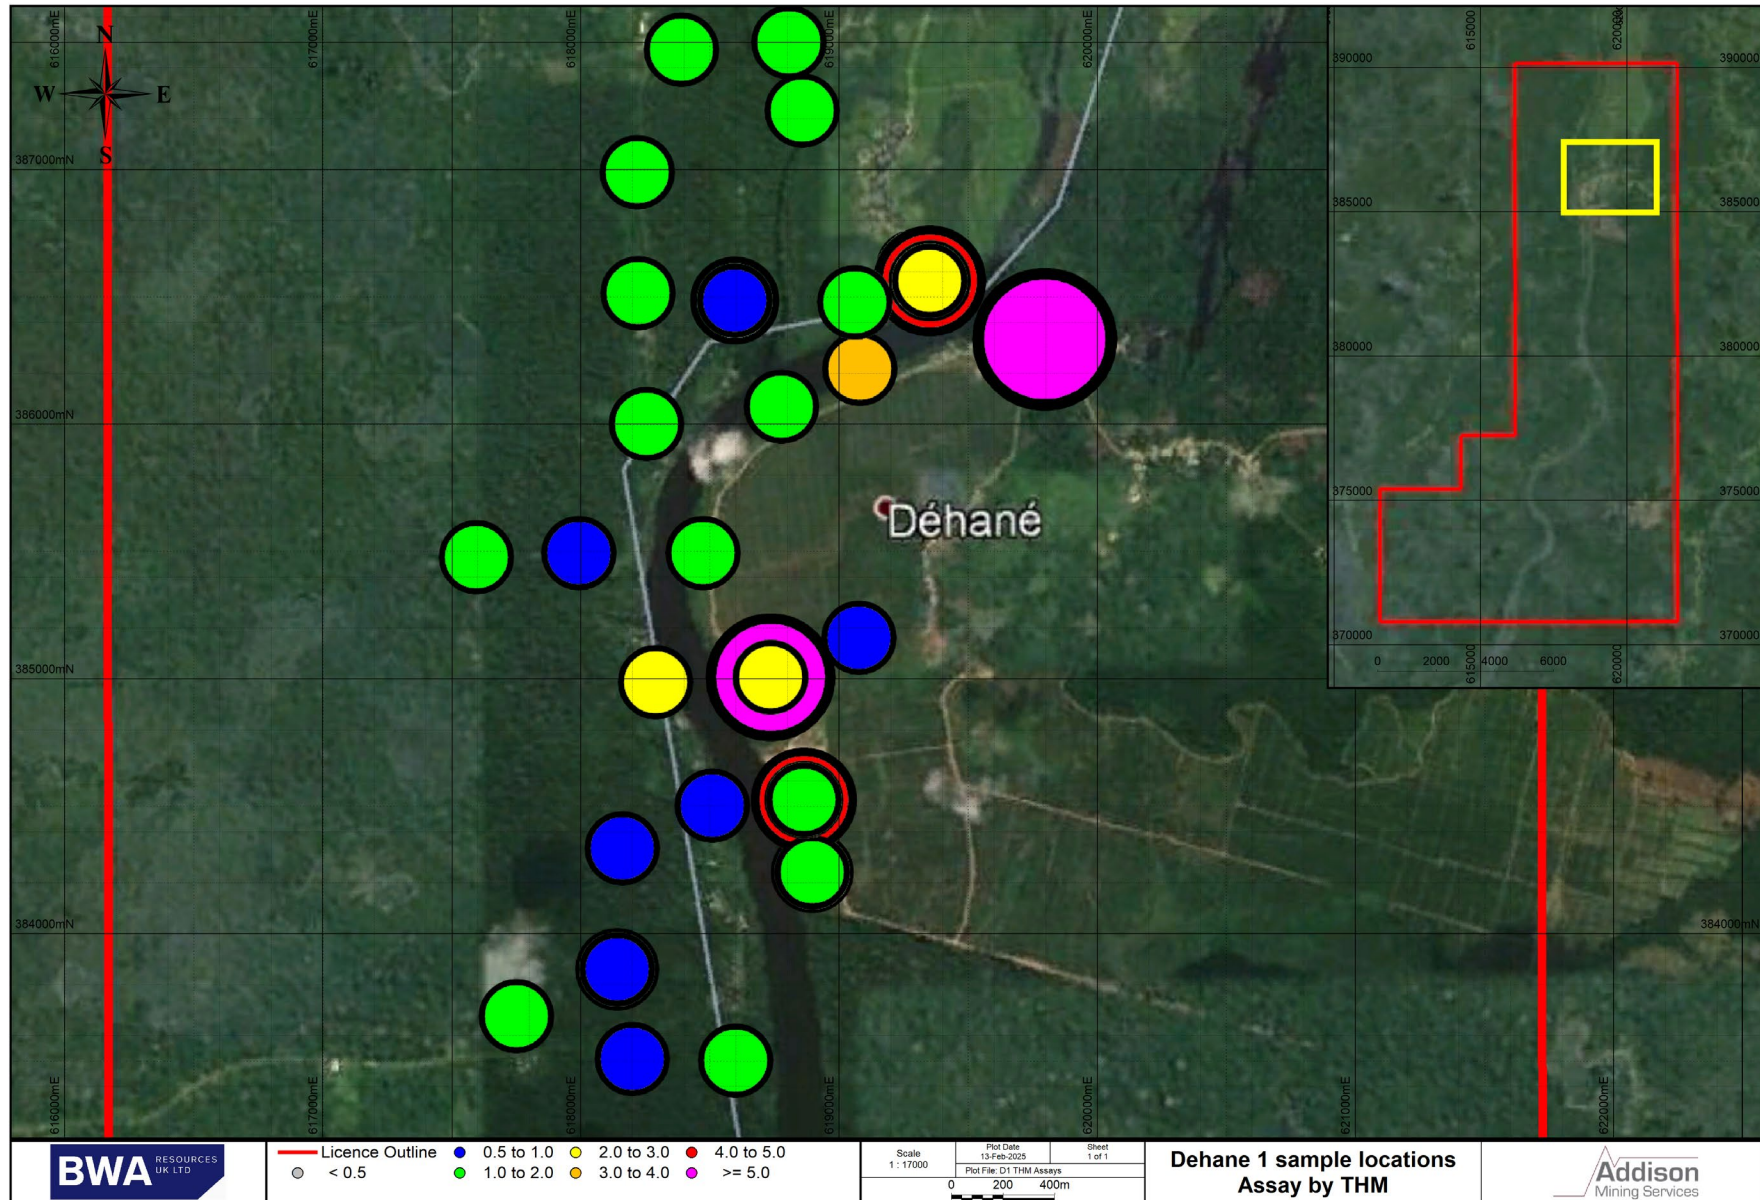 616000mE
617000mE
618000mE
619000mE
620000mE
N
W E
S
387000mN
386000mN
385000mN
384000mN
384000mN
Déhané
616000mE
617000mE
618000mE
619000mE
620000mE
621000mE
622000mE
615000
620000
390000
390000
385000
385000
380000
380000
375000
375000
370000
370000
0 2000 4000 6000
615000
620000
BWA RESOURCES
UK LTD
Licence Outline
< 0.5
0.5 to 1.0
1.0 to 2.0
2.0 to 3.0
3.0 to 4.0
4.0 to 5.0
>= 5.0
Scale
1 : 17000
Plot Date
13-Feb-2025
Sheet
1 of 1
Plot File: D1 THM Assays
0 200 400m
Dehane 1 sample locations
Assay by THM
Addison
Mining Services